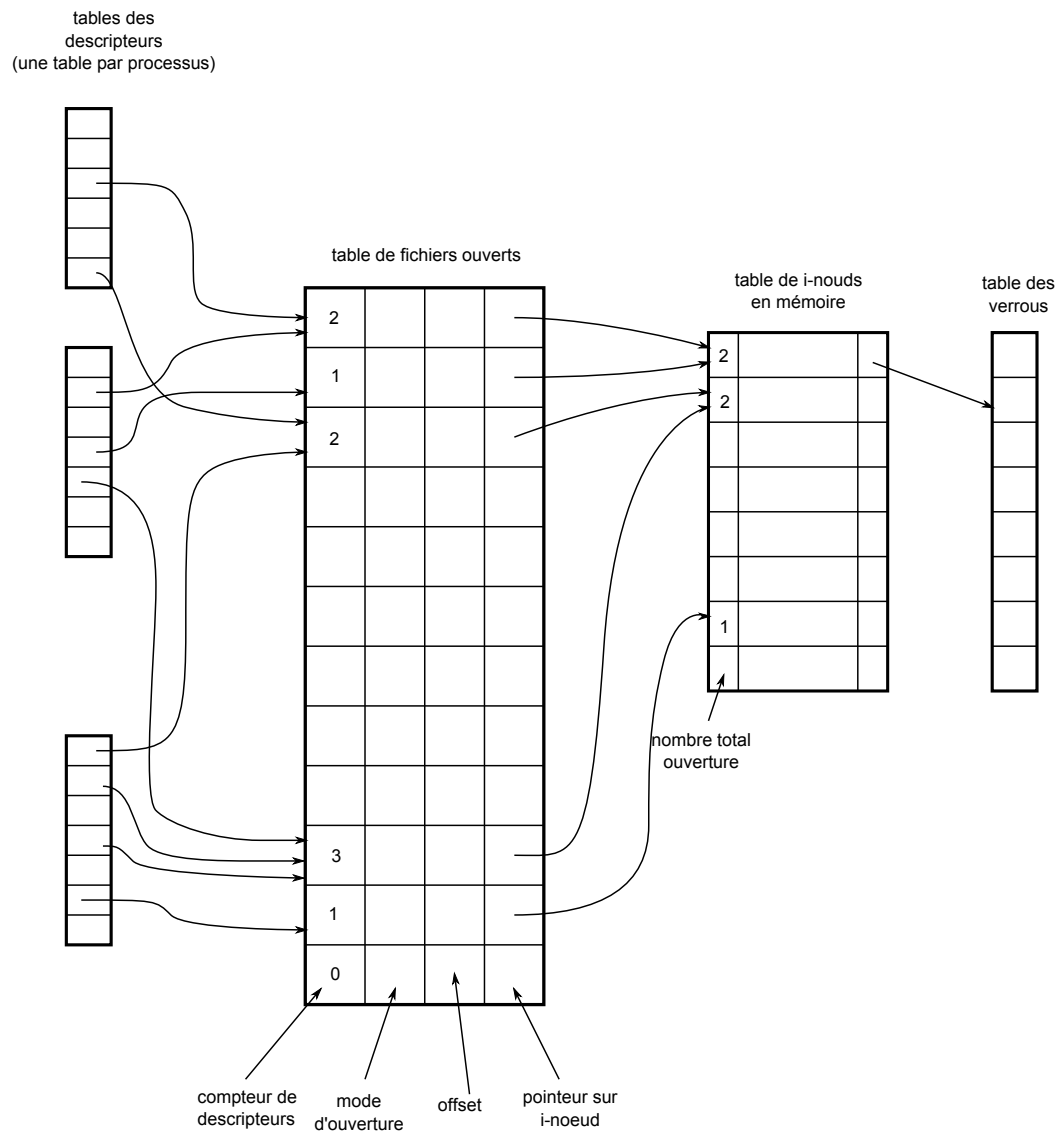 tables des
descripteurs
(une table par processus)
table de fichiers ouverts
table de i-nouds
en mémoire
table des
verrous
2
1
2
3
1
0
2
2
1
nombre total
ouverture
compteur de
descripteurs
mode
d'ouverture
offset
pointeur sur
i-noeud